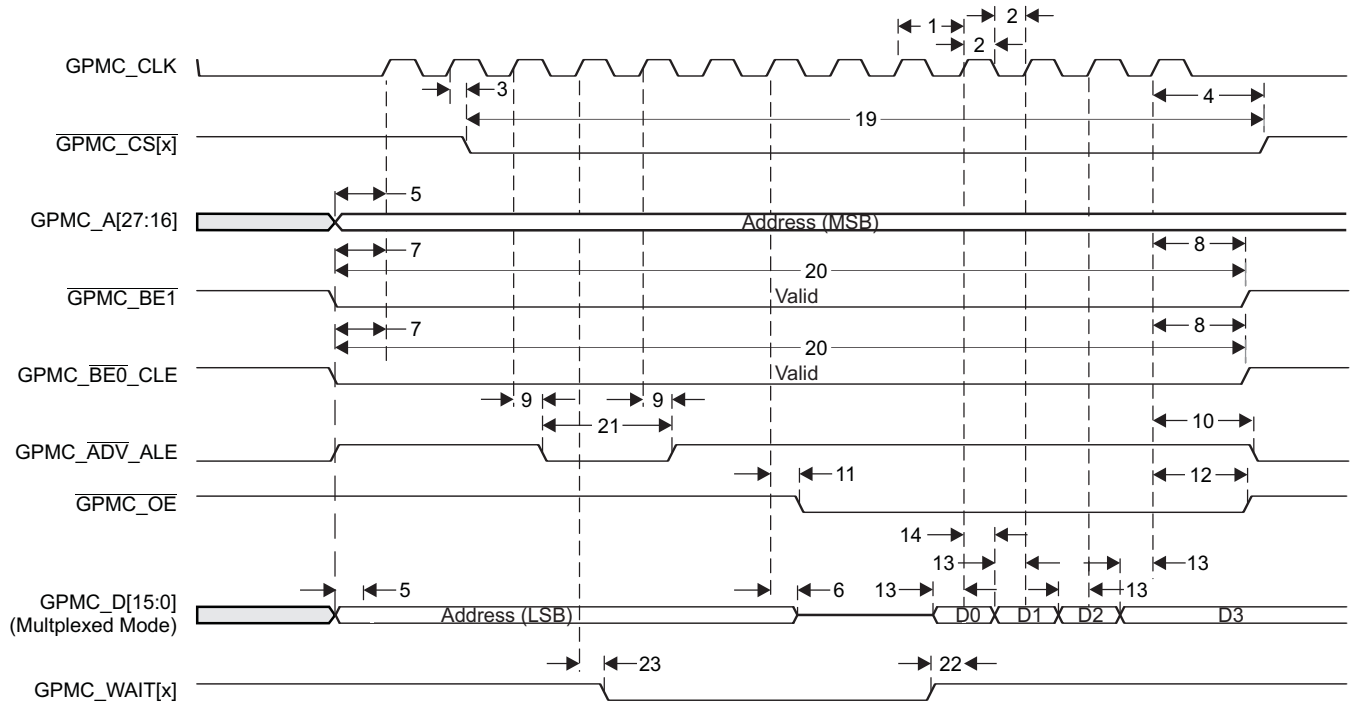 1
2
2
GPMC_CLK
3
4
19
GPMC_CS[x]
5
GPMC_A[27:16]
Address (MSB)
7
8
20
GPMC_BE1
Valid
7
8
20
GPMC_BE0_CLE
Valid
9
9
21
10
GPMC_ADV_ALE
11
12
GPMC_OE
14
13
13
5
6
13
13
GPMC_D[15:0]
(Multplexed Mode)
Address (LSB)
D0
D1
D2
D3
23
22
GPMC_WAIT[x]